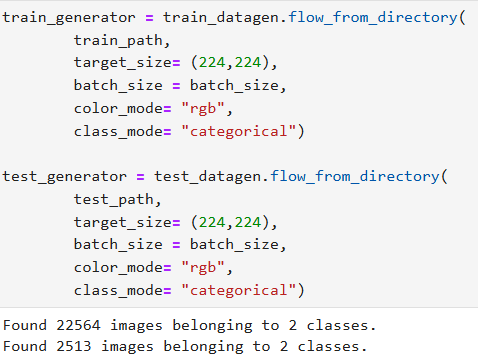 train_generator = train_datagen.flow_from_directory(
        train_path,
        target_size= (224,224),
        batch_size = batch_size,
        color_mode= "rgb",
        class_mode= "categorical")

test_generator = test_datagen.flow_from_directory(
        test_path,
        target_size= (224,224),
        batch_size = batch_size,
        color_mode= "rgb",
        class_mode= "categorical")
Found 22564 images belonging to 2 classes.
Found 2513 images belonging to 2 classes.